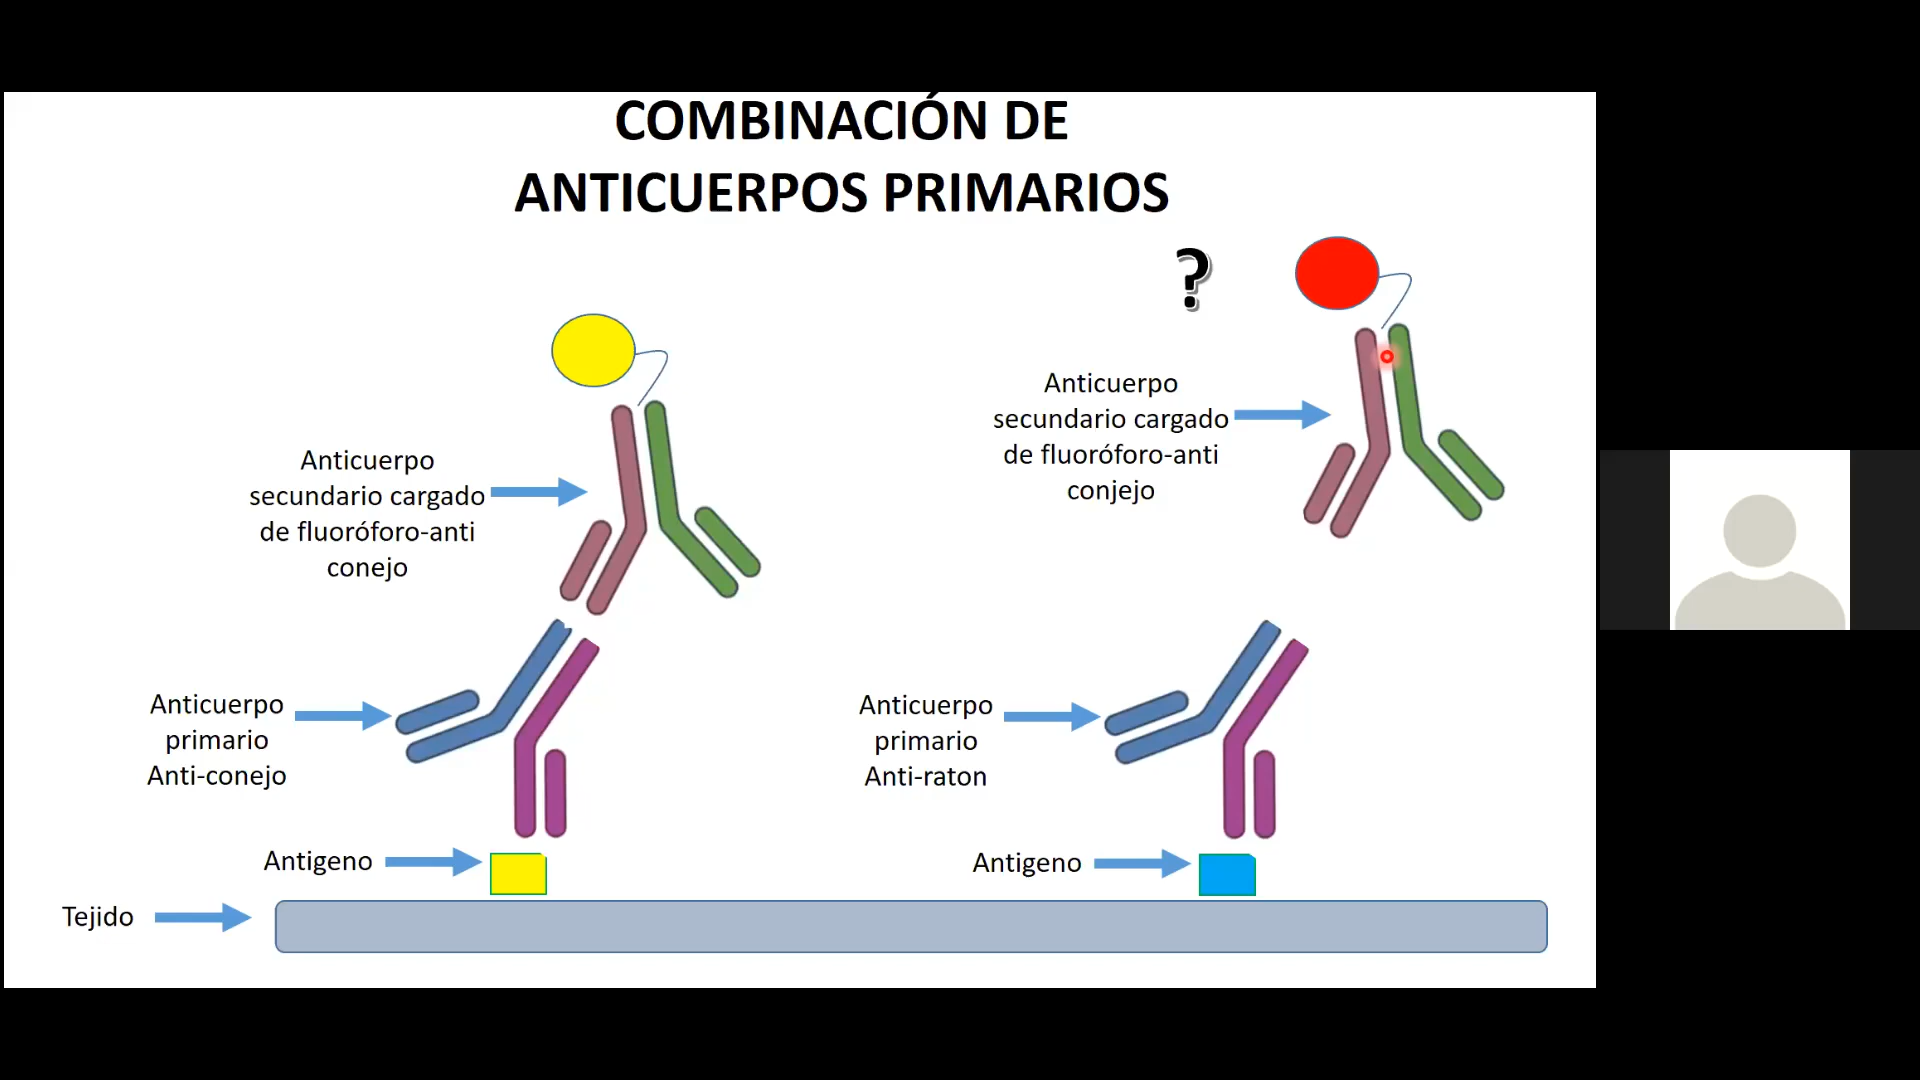 COMBINACIÓN DE
ANTICUERPOS PRIMARIOS
?
Anticuerpo
secundario cargado
de fluoróforo-anti
conejo
Anticuerpo
secundario cargado
de fluoróforo-anti
conjejo
Anticuerpo
primario
Anti-conejo
Anticuerpo
primario
Anti-raton
Antigeno
Antigeno
Tejido